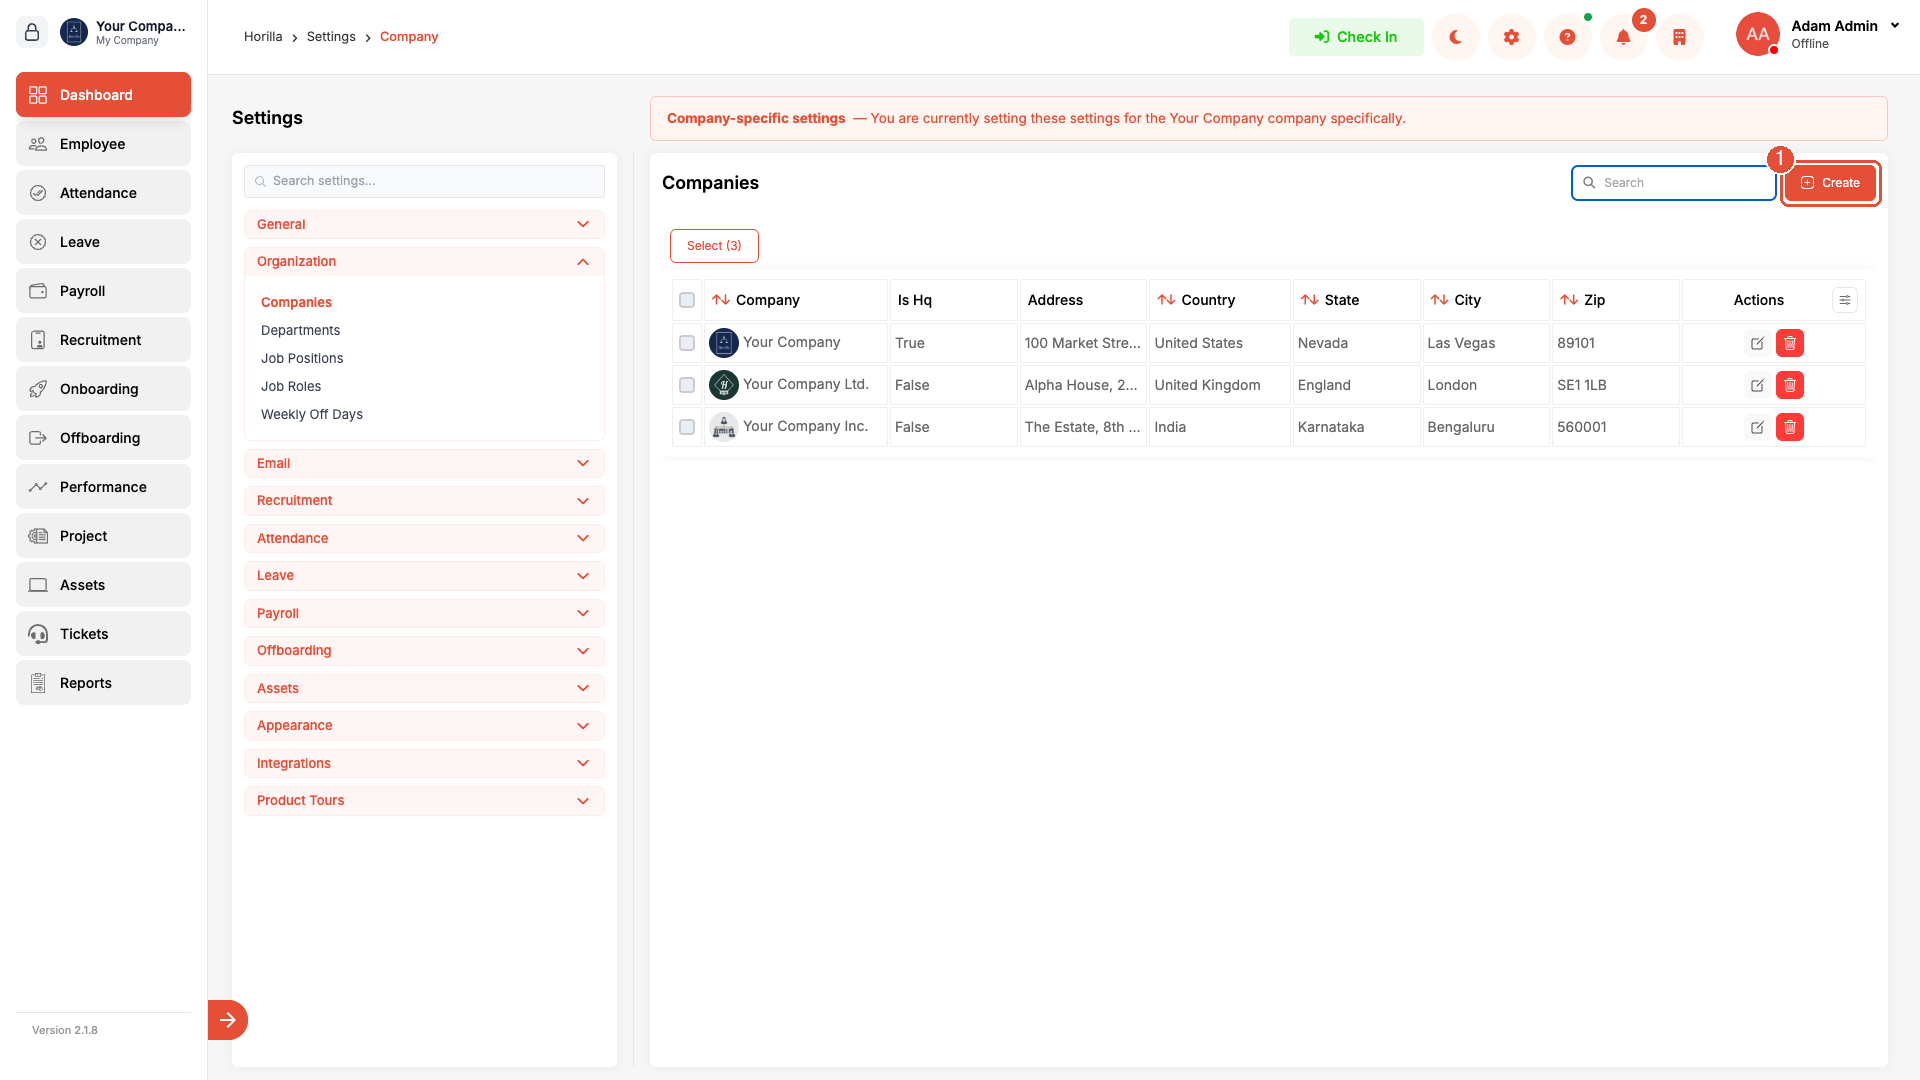 Your Compa...
My Company
Dashboard
Employee
Attendance
Leave
Payroll
Recruitment
Onboarding
Offboarding
Performance
Project
Assets
Tickets
Reports
Version 2.1.8
Horilla > Settings > Company
Check In
2
AA
Adam Admin
Offline
Settings
Search settings...
General
Organization
Companies
Departments
Job Positions
Job Roles
Weekly Off Days
Email
Recruitment
Attendance
Leave
Payroll
Offboarding
Assets
Appearance
Integrations
Product Tours
Company-specific settings — You are currently setting these settings for the Your Company company specifically.
Companies
Search
1
Create
Select (3)
Company Is Hq Address Country State City Zip Actions
Your Company True 100 Market Stre... United States Nevada Las Vegas 89101
Your Company Ltd. False Alpha House, 2... United Kingdom England London SE1 1LB
Your Company Inc. False The Estate, 8th ... India Karnataka Bengaluru 560001